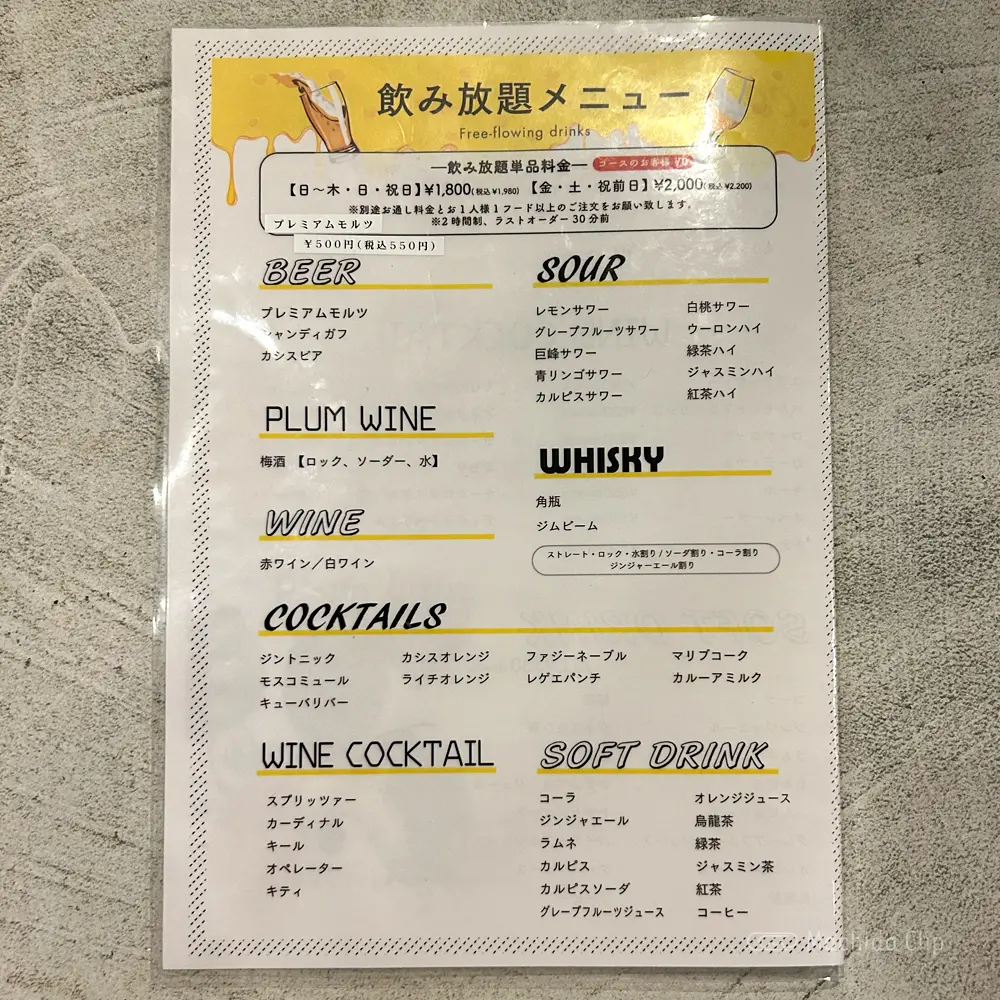 飲み放題メニュー
Free-flowing drinks
―飲み放題単品料金―
コースのお客様 ¥0
【日〜木・日・祝日】¥1,800(税込¥1,980) 【金・土・祝前日】¥2,000(税込¥2,200)
※別途お通し料金とお1人様1フード以上のご注文をお願い致します。
※2時間制、ラストオーダー30分前
プレミアムモルツ
¥500円(税込550円)
BEER
プレミアムモルツ
シャンディガフ
カシスビア
PLUM WINE
梅酒 【ロック、ソーダー、水】
WINE
赤ワイン／白ワイン
SOUR
レモンサワー 白桃サワー
グレープフルーツサワー ウーロンハイ
巨峰サワー 緑茶ハイ
青リンゴサワー ジャスミンハイ
カルピスサワー 紅茶ハイ
WHISKY
角瓶
ジムビーム
ストレート・ロック・水割り / ソーダ割り・コーラ割り
ジンジャーエール割り
COCKTAILS
ジントニック カシスオレンジ ファジーネーブル マリブコーク
モスコミュール ライチオレンジ レゲエパンチ カルーアミルク
キューバリバー
WINE COCKTAIL
スプリッツァー
カーディナル
キール
オペレーター
キティ
SOFT DRINK
コーラ オレンジジュース
ジンジャエール 烏龍茶
ラムネ 緑茶
カルピス ジャスミン茶
カルピスソーダ 紅茶
グレープフルーツジュース コーヒー
Machida Clip